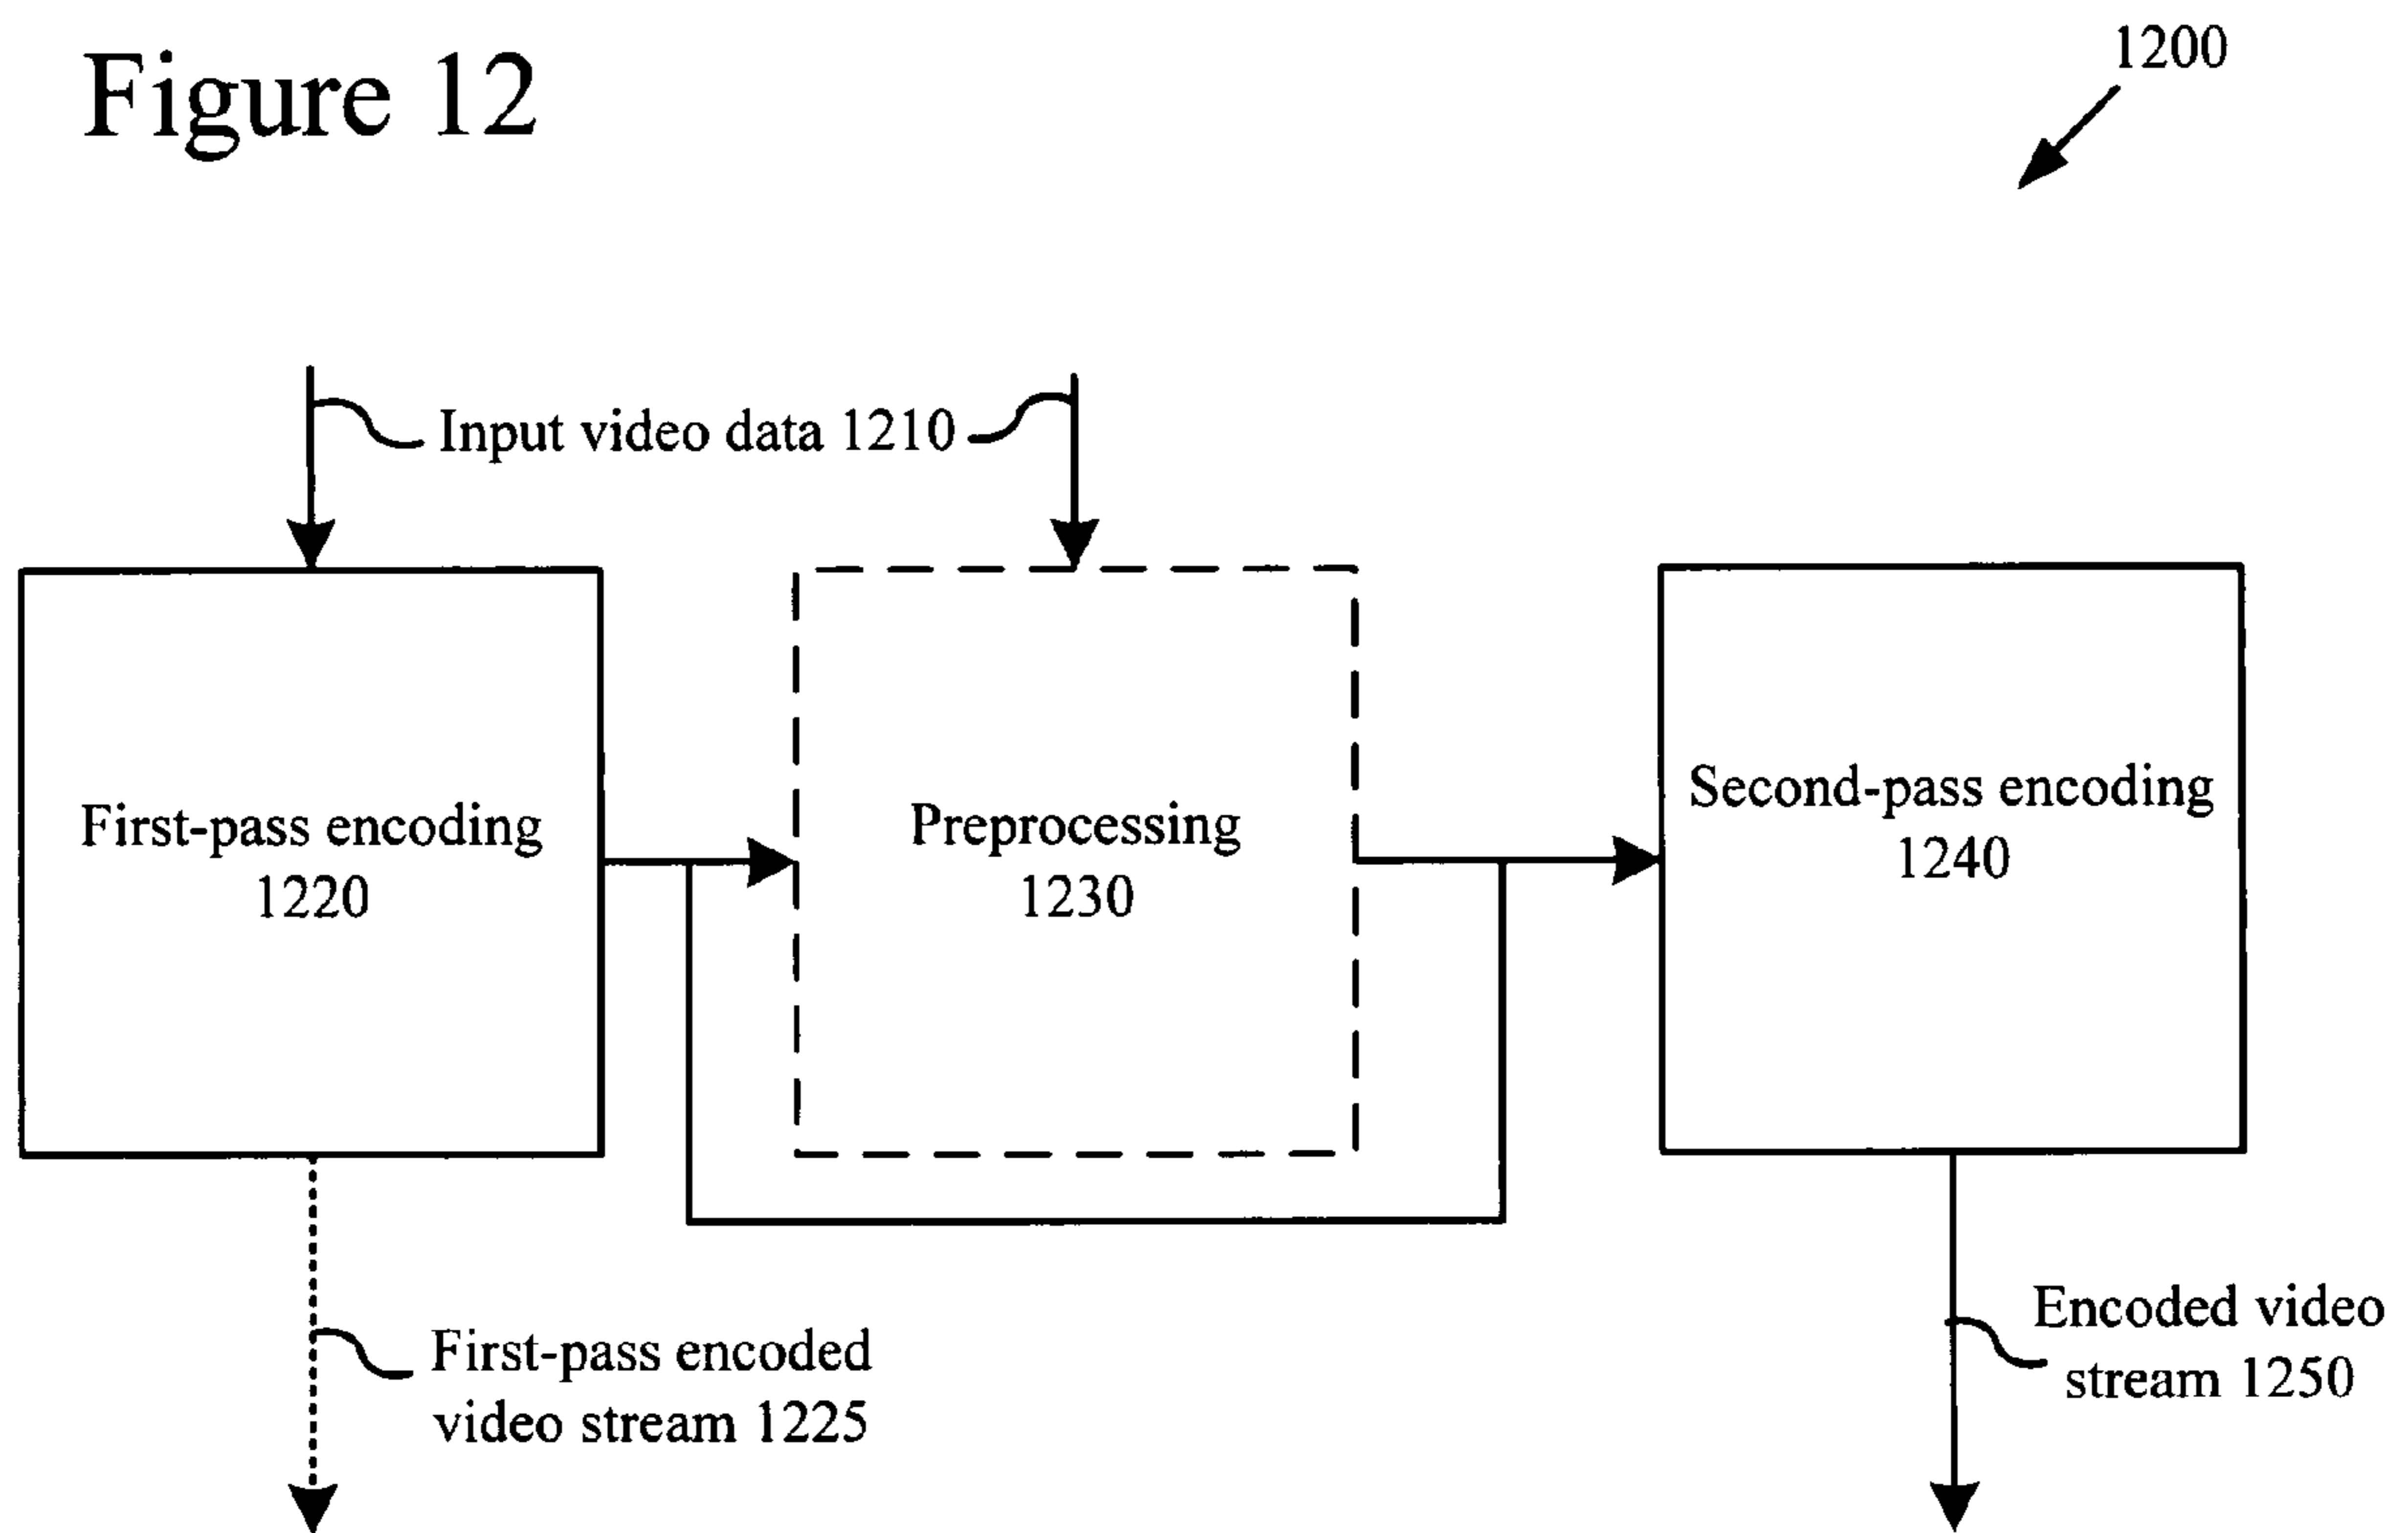 Figure 12
1200
Input video data 1210
First-pass encoding
1220
Preprocessing
1230
Second-pass encoding
1240
First-pass encoded
video stream 1225
Encoded video
stream 1250